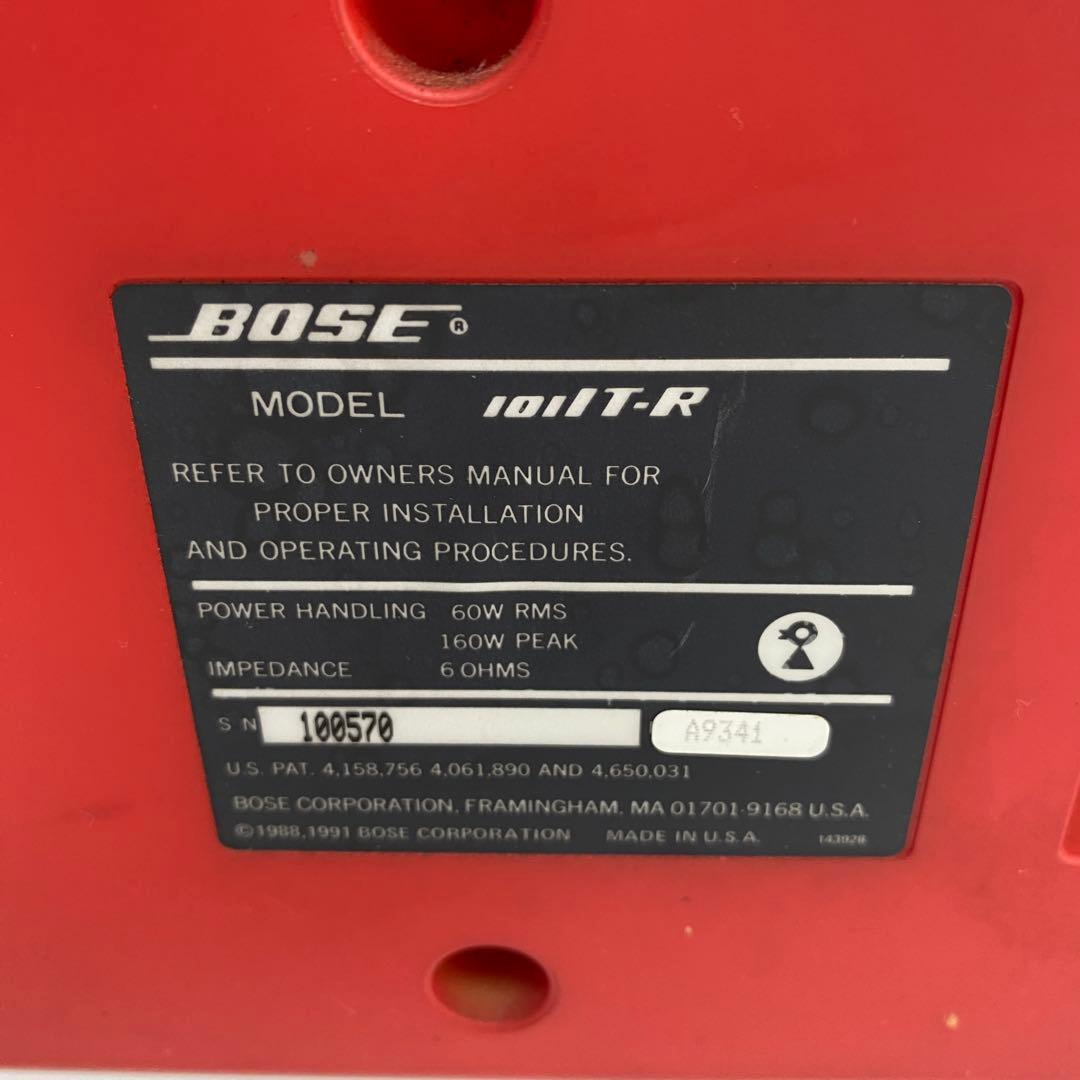 BOSE®
MODEL 101IT-R
REFER TO OWNERS MANUAL FOR
PROPER INSTALLATION
AND OPERATING PROCEDURES.
POWER HANDLING 60W RMS
160W PEAK
IMPEDANCE 6 OHMS
S N 100570 A9341
U.S. PAT. 4,158,756 4,061,890 AND 4,650,031
BOSE CORPORATION, FRAMINGHAM, MA 01701-9168 U.S.A.
©1988,1991 BOSE CORPORATION MADE IN U.S.A.